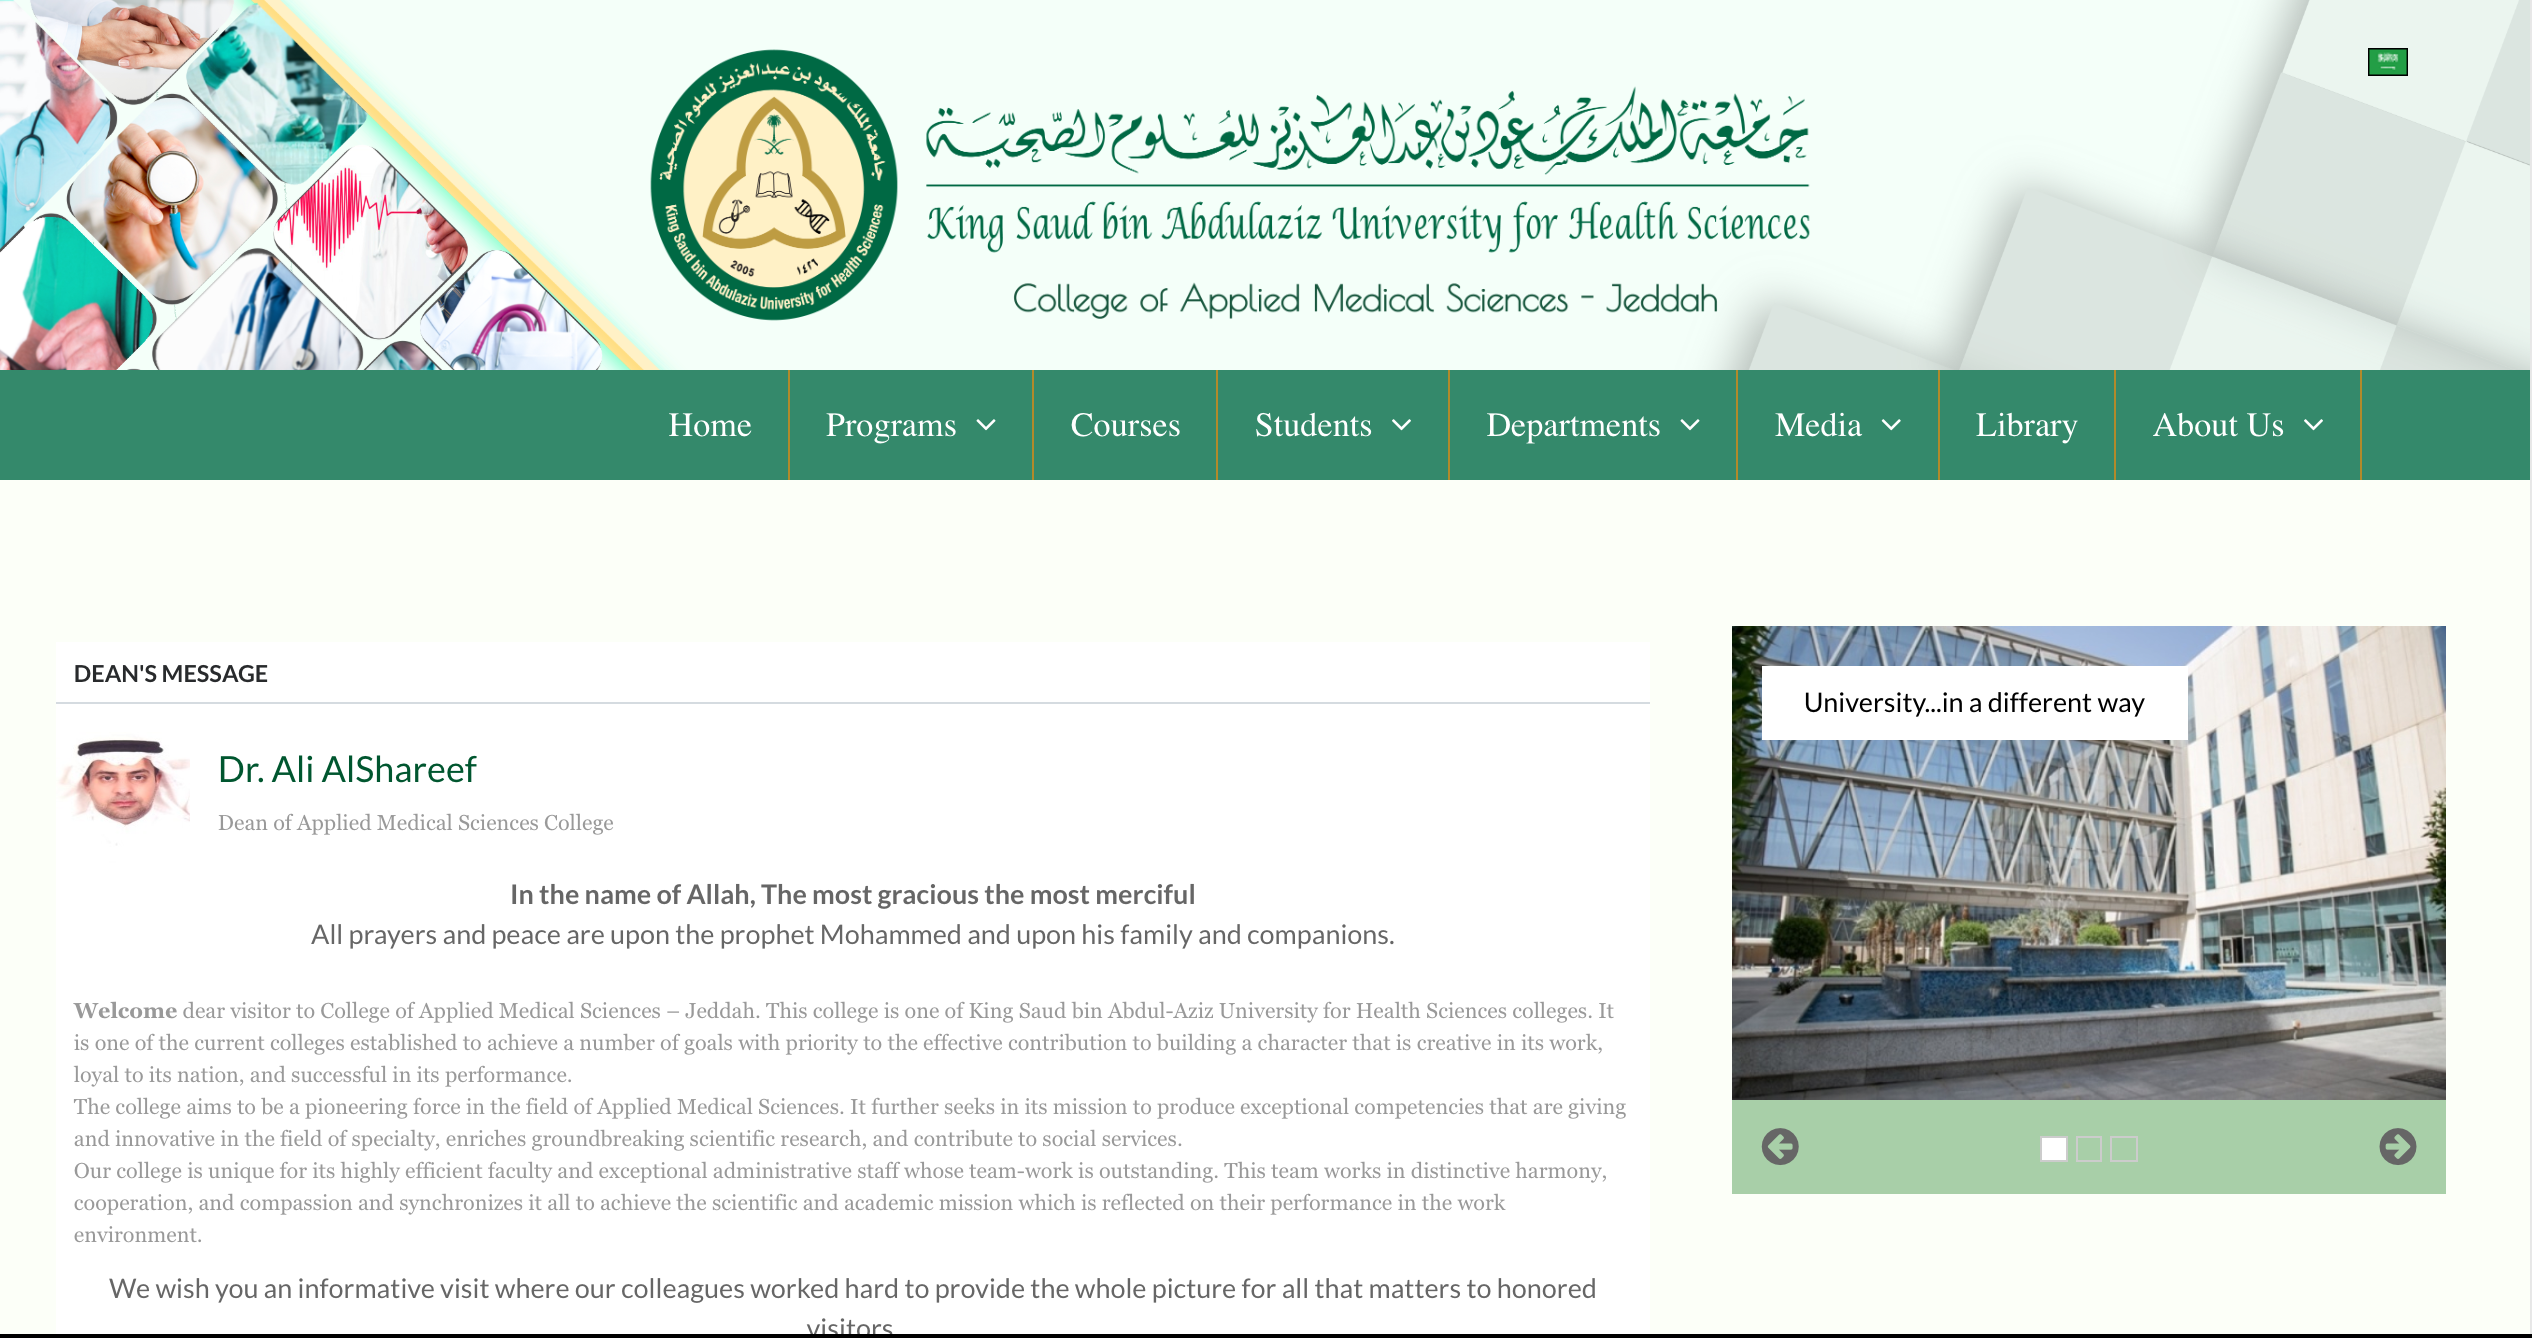 جامعة الملك سعود بن عبدالعزيز للعلوم الصحية
King Saud bin Abdulaziz University for Health Sciences
2005 ١٤٢٦
جامعة الملك سعود بن عبدالعزيز للعلوم الصحية
King Saud bin Abdulaziz University for Health Sciences
College of Applied Medical Sciences - Jeddah
Home Programs Courses Students Departments Media Library About Us
DEAN'S MESSAGE
Dr. Ali AlShareef
Dean of Applied Medical Sciences College
In the name of Allah, The most gracious the most merciful
All prayers and peace are upon the prophet Mohammed and upon his family and companions.
Welcome dear visitor to College of Applied Medical Sciences – Jeddah. This college is one of King Saud bin Abdul-Aziz University for Health Sciences colleges. It
is one of the current colleges established to achieve a number of goals with priority to the effective contribution to building a character that is creative in its work,
loyal to its nation, and successful in its performance.
The college aims to be a pioneering force in the field of Applied Medical Sciences. It further seeks in its mission to produce exceptional competencies that are giving
and innovative in the field of specialty, enriches groundbreaking scientific research, and contribute to social services.
Our college is unique for its highly efficient faculty and exceptional administrative staff whose team-work is outstanding. This team works in distinctive harmony,
cooperation, and compassion and synchronizes it all to achieve the scientific and academic mission which is reflected on their performance in the work
environment.
We wish you an informative visit where our colleagues worked hard to provide the whole picture for all that matters to honored
visitors
University...in a different way